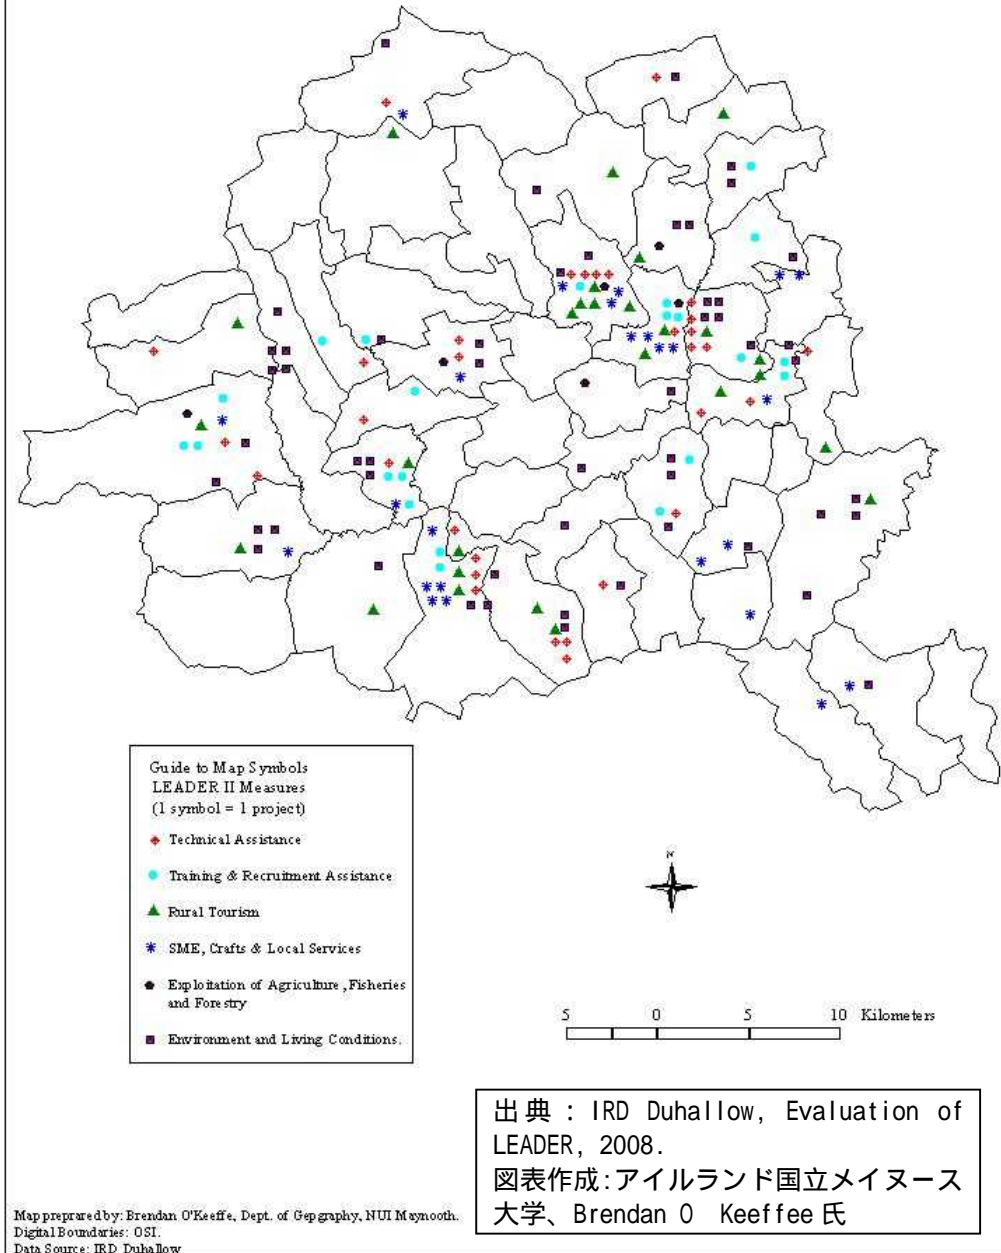 Guide to Map Symbols
LEADER II Measures
(1 symbol = 1 project)
Technical Assistance
Training & Recruitment Assistance
Rural Tourism
SME, Crafts & Local Services
Exploitation of Agriculture, Fisheries
and Forestry
Environment and Living Conditions.
N
5 0 5 10 Kilometers
出典：IRD Duhallow, Evaluation of
LEADER, 2008.
図表作成:アイルランド国立メイヌース
大学、Brendan O Keeffee 氏
Map preprared by: Brendan O'Keeffe, Dept. of Gepgraphy, NUI Maynooth.
Digital Boundaries: OSI.
Data Source: IRD Duhallow